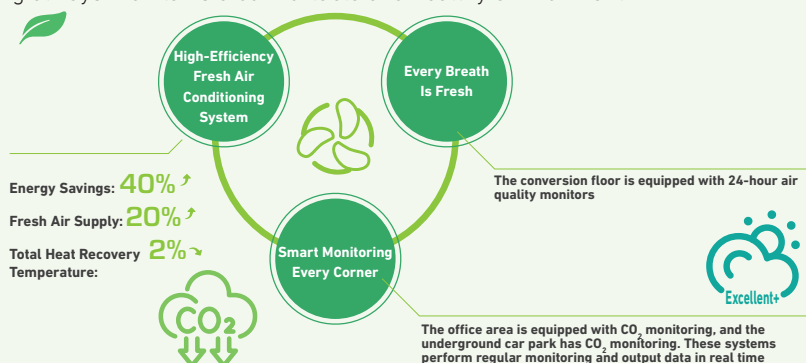 High-Efficiency
Fresh Air
Conditioning
System
Every Breath
Is Fresh
Energy Savings: 40%
Fresh Air Supply: 20%
Total Heat Recovery 2%
Temperature:
The conversion floor is equipped with 24-hour air
quality monitors
Smart Monitoring
Every Corner
Excellent+
CO2
The office area is equipped with CO2 monitoring, and the
underground car park has CO2 monitoring. These systems
perform regular monitoring and output data in real time